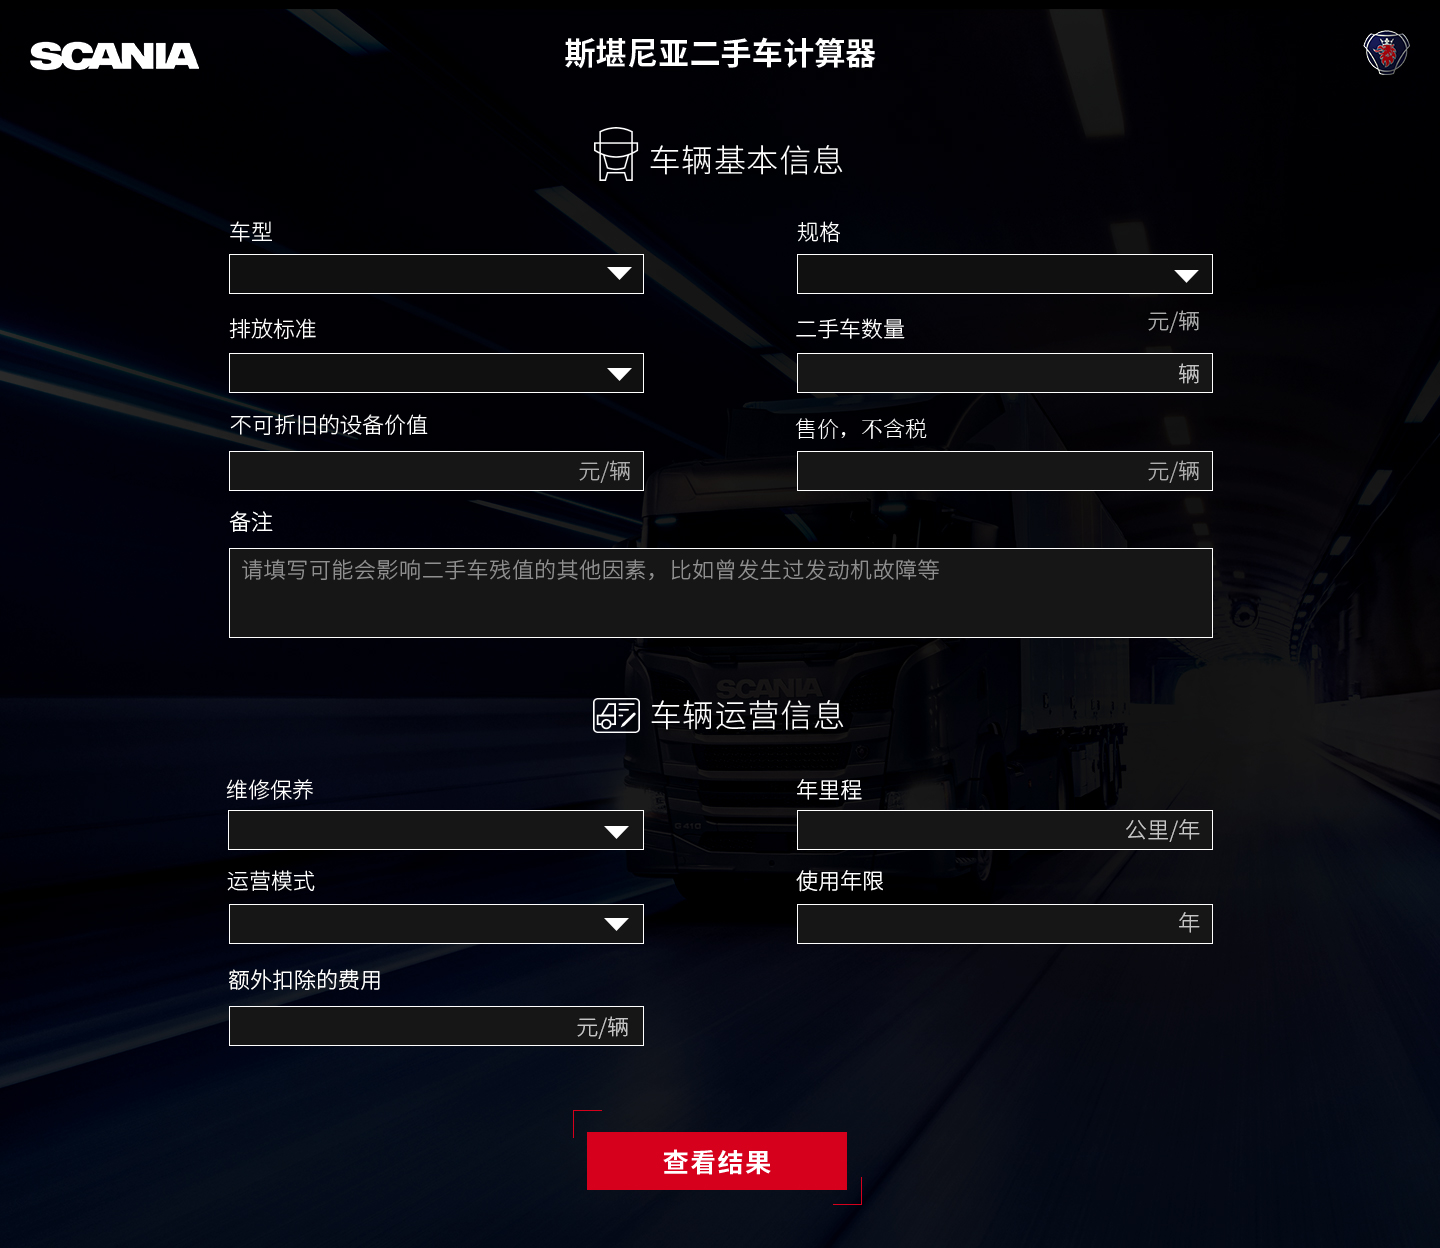 SCANIA
斯堪尼亚二手车计算器
车辆基本信息
车型
规格
元/辆
排放标准
二手车数量
辆
不可折旧的设备价值
售价，不含税
元/辆
元/辆
备注
请填写可能会影响二手车残值的其他因素，比如曾发生过发动机故障等
SCANIA
车辆运营信息
维修保养
年里程
公里/年
运营模式
使用年限
年
额外扣除的费用
元/辆
查看结果